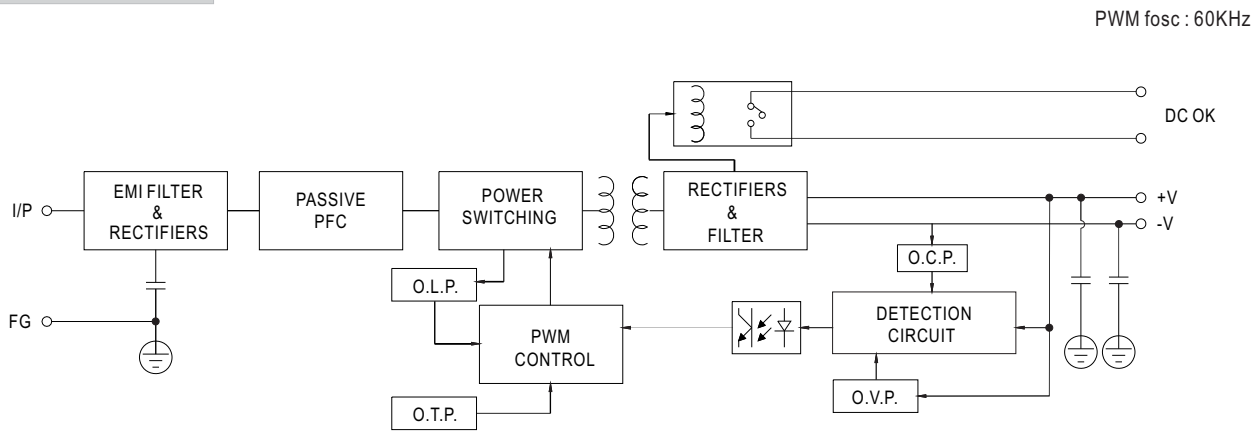 PWM fosc : 60KHz
DC OK
I/P
EMI FILTER
&
RECTIFIERS
PASSIVE
PFC
POWER
SWITCHING
RECTIFIERS
&
FILTER
+V
-V
O.C.P.
O.L.P.
FG
PWM
CONTROL
DETECTION
CIRCUIT
O.T.P.
O.V.P.